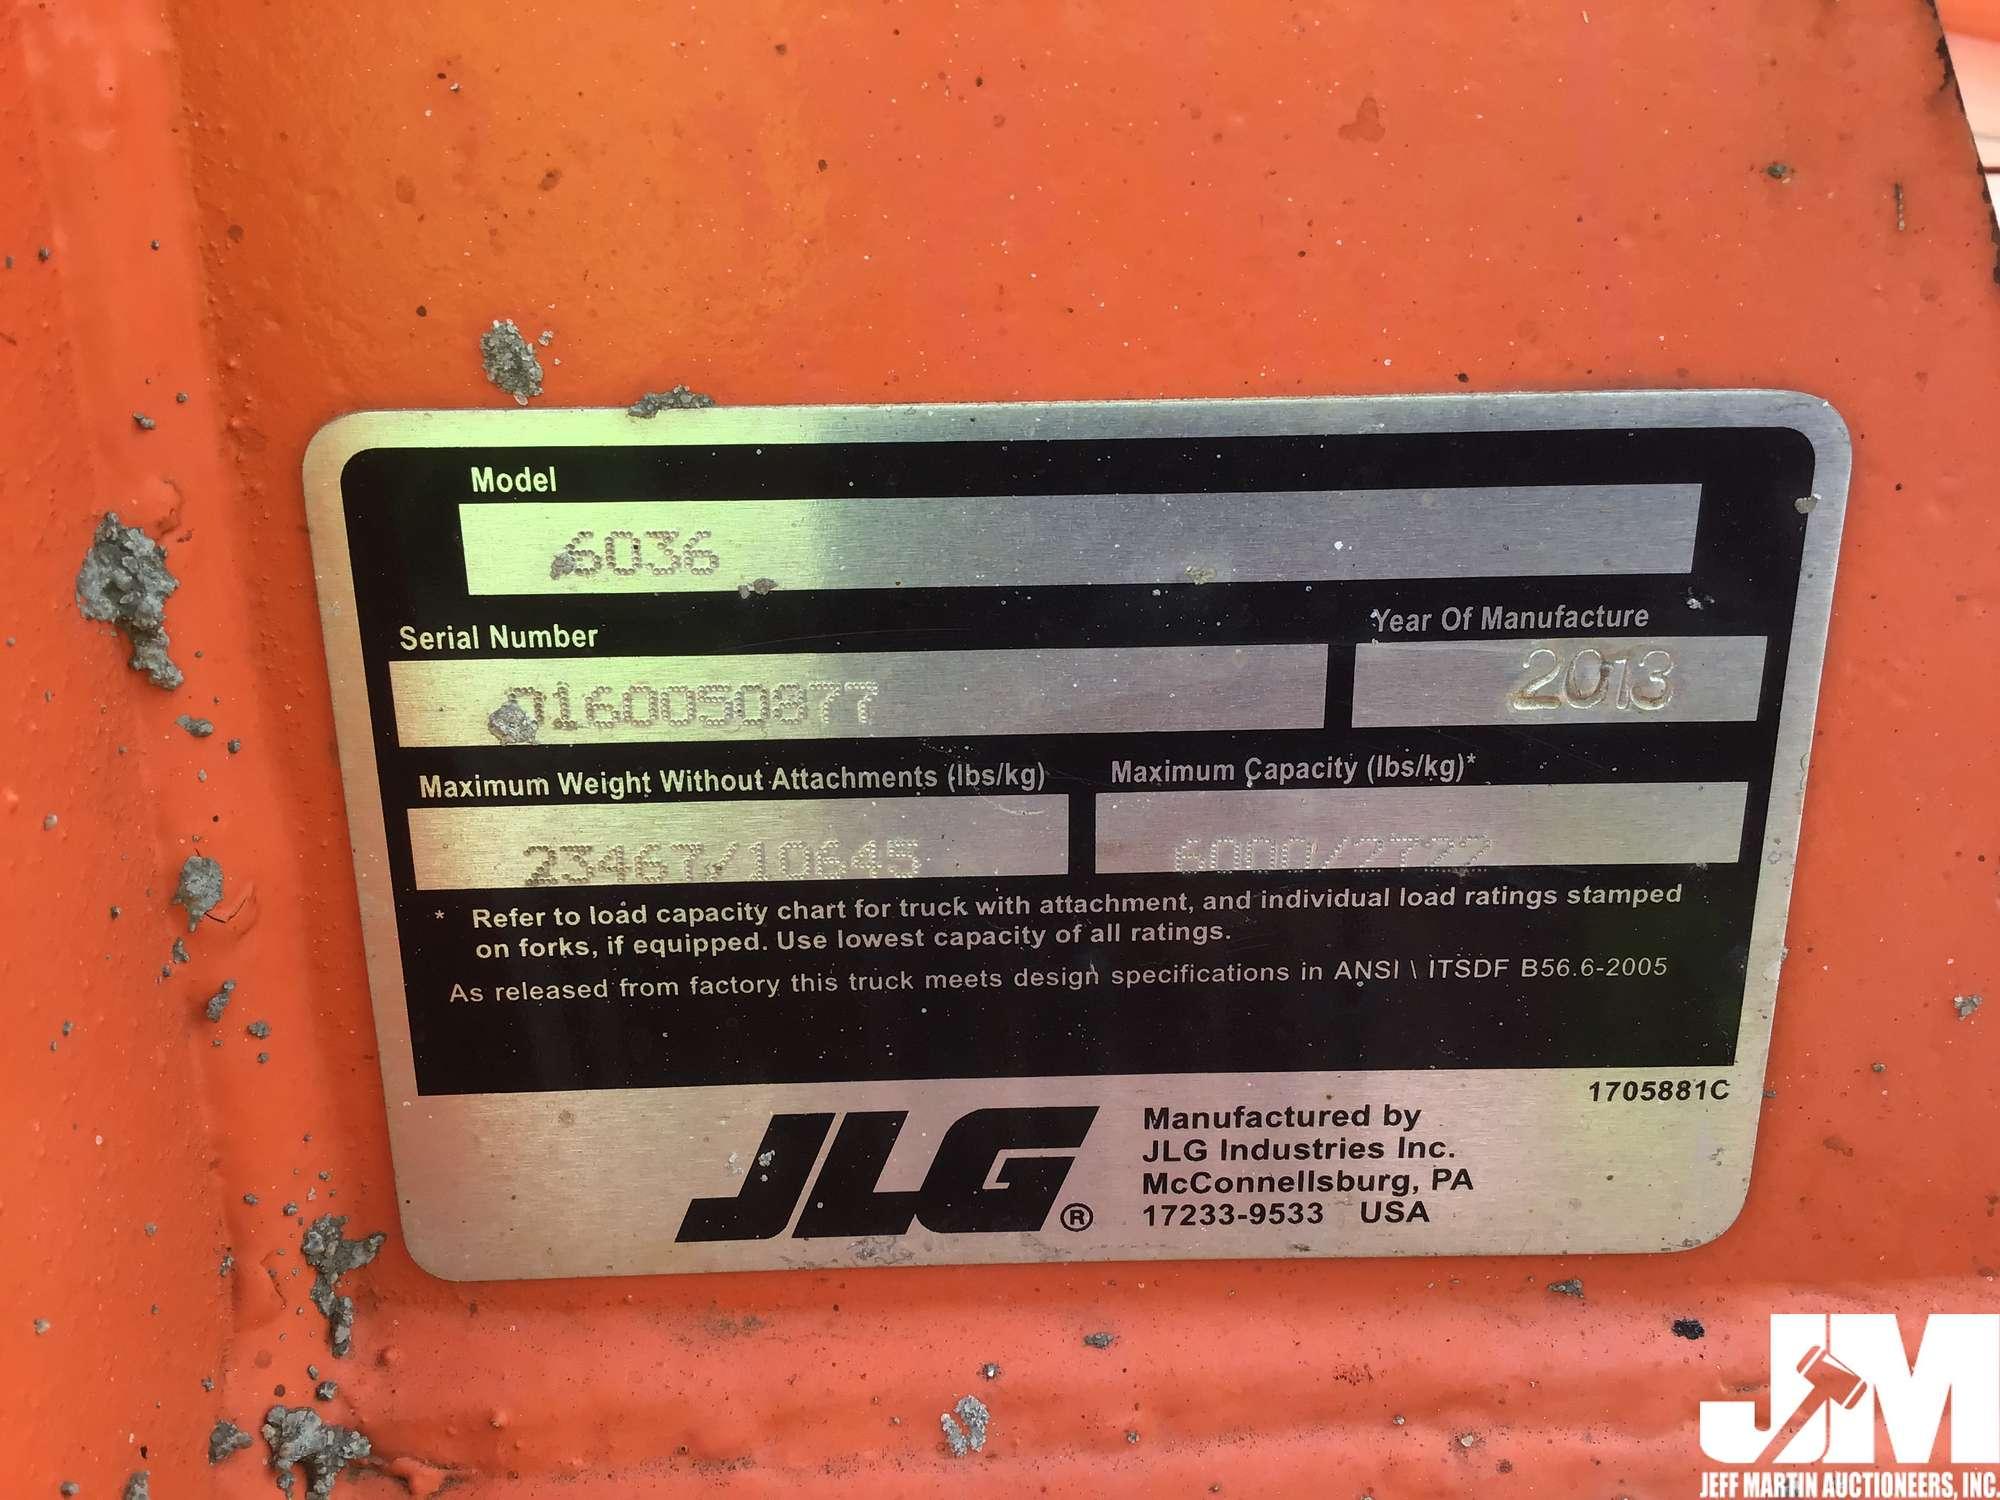 Model
6036
Serial Number
Year Of Manufacture
0160050877
2013
Maximum Weight Without Attachments (lbs/kg)
Maximum Capacity (lbs/kg)*
23467/10645
6000/2722
* Refer to load capacity chart for truck with attachment, and individual load ratings stamped
on forks, if equipped. Use lowest capacity of all ratings.
As released from factory this truck meets design specifications in ANSI \ ITSDF B56.6-2005
1705881C
JLG®
Manufactured by
JLG Industries Inc.
McConnellsburg, PA
17233-9533 USA
JM
JEFF MARTIN AUCTIONEERS, INC.